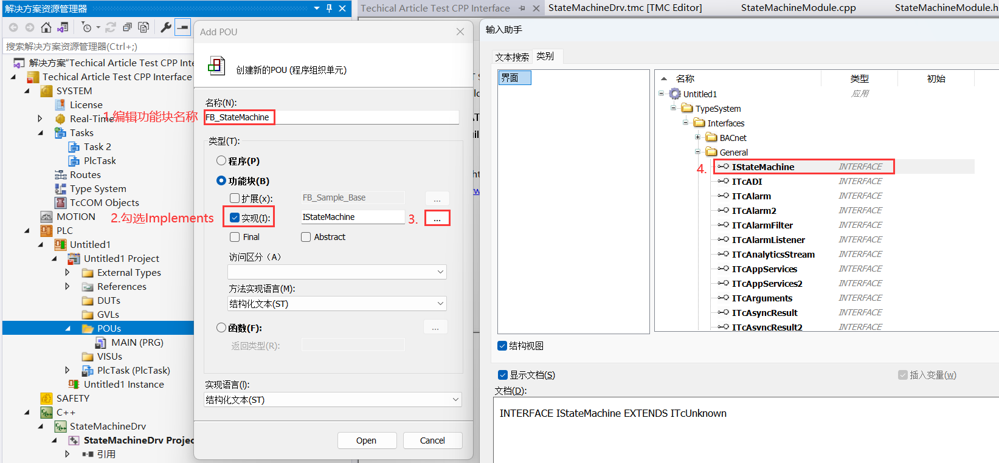 解决方案资源管理器
搜索解决方案资源管理器(Ctrl+;)
解决方案"Techical Article Test CPP Inte
Techical Article Test CPP Interface
SYSTEM
License
Real-Time
Tasks
Task 2
PlcTask
Routes
Type System
TcCOM Objects
MOTION
PLC
Untitled1
Untitled1 Project
External Types
References
DUTs
GVLs
POUs
MAIN (PRG)
VISUs
PlcTask (PlcTask)
Untitled1 Instance
SAFETY
C++
StateMachineDrv
StateMachineDrv Projec
引用
Techical Article Test CPP Interface
StateMachineDrv.tmc [TMC Editor]
StateMachineModule.cpp
StateMachineModule.h
Add POU
创建新的POU (程序组织单元)
名称(N):
1.编辑功能块名称
FB_StateMachine
类型(T):
程序(P)
功能块(B)
扩展(x):
FB_Sample_Base
...
2.勾选Implements
实现(I):
IStateMachine
3.
...
Final
Abstract
访问区分（A）
方法实现语言(M):
结构化文本(ST)
函数(F):
...
返回类型(R):
实现语言(I):
结构化文本(ST)
Open
Cancel
输入助手
文本搜索
类别
界面
名称
类型
初始
Untitled1
应用
TypeSystem
Interfaces
BACnet
General
4.
IStateMachine INTERFACE
ITcADI INTERFACE
ITcAlarm INTERFACE
ITcAlarm2 INTERFACE
ITcAlarmFilter INTERFACE
ITcAlarmListener INTERFACE
ITcAnalyticsStream INTERFACE
ITcAppServices INTERFACE
ITcAppServices2 INTERFACE
ITcArguments INTERFACE
ITcAsyncResult INTERFACE
ITcAsyncResult2 INTERFACE
结构视图
显示文档(S)
插入变量(w)
文档(D):
INTERFACE IStateMachine EXTENDS ITcUnknown